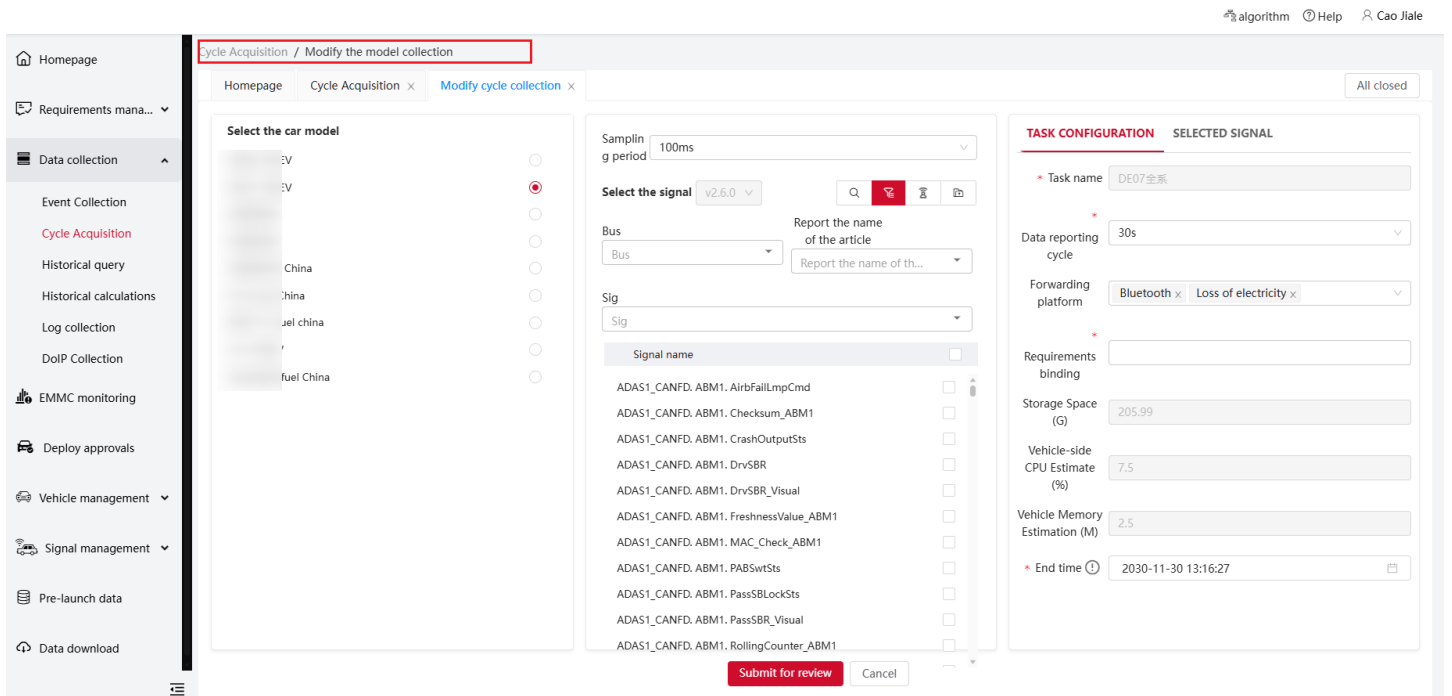 algorithm Help Cao Jiale
Homepage
Requirements mana...
Data collection
Event Collection
Cycle Acquisition
Historical query
Historical calculations
Log collection
DoIP Collection
EMMC monitoring
Deploy approvals
Vehicle management
Signal management
Pre-launch data
Data download
Cycle Acquisition / Modify the model collection
Homepage Cycle Acquisition × Modify cycle collection ×
All closed
Select the car model
EV
EV
China
China
fuel China
Samplin
g period
100ms
Select the signal v2.6.0
Bus
Bus
Report the name
of the article
Report the name of th...
Sig
Sig
Signal name
ADAS1_CANFD. ABM1. AirbFailLmpCmd
ADAS1_CANFD. ABM1. Checksum_ABM1
ADAS1_CANFD. ABM1. CrashOutputSts
ADAS1_CANFD. ABM1. DrvSBR
ADAS1_CANFD. ABM1. DrvSBR_Visual
ADAS1_CANFD. ABM1. FreshnessValue_ABM1
ADAS1_CANFD. ABM1. MAC_Check_ABM1
ADAS1_CANFD. ABM1. PABSwtSts
ADAS1_CANFD. ABM1. PassSBLockSts
ADAS1_CANFD. ABM1. PassSBR_Visual
ADAS1_CANFD. ABM1. RollingCounter_ABM1
Submit for review Cancel
TASK CONFIGURATION SELECTED SIGNAL
* Task name DE07全系
*
Data reporting
cycle
30s
Forwarding
platform
Bluetooth × Loss of electricity ×
*
Requirements
binding
Storage Space
(G)
205.99
Vehicle-side
CPU Estimate
(%)
7.5
Vehicle Memory
Estimation (M)
2.5
* End time 2030-11-30 13:16:27